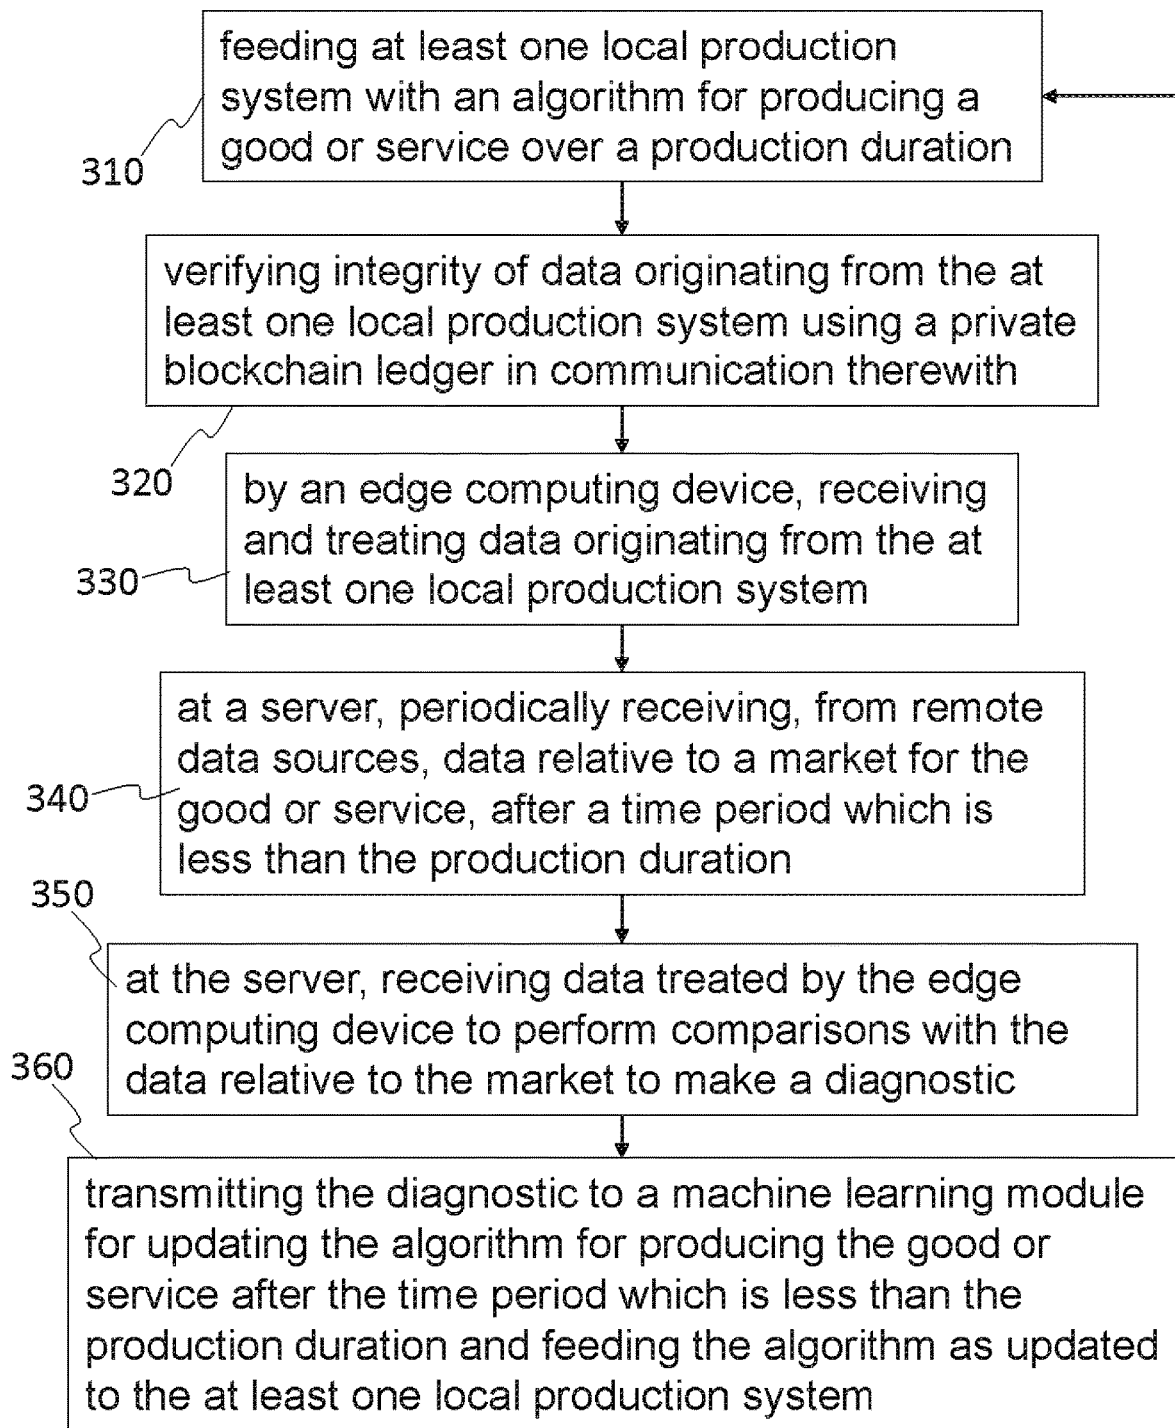 feeding at least one local production
system with an algorithm for producing a
good or service over a production duration
310
verifying integrity of data originating from the at
least one local production system using a private
blockchain ledger in communication therewith
320
by an edge computing device, receiving
and treating data originating from the at
least one local production system
330
at a server, periodically receiving, from remote
data sources, data relative to a market for the
good or service, after a time period which is
less than the production duration
340
350
at the server, receiving data treated by the edge
computing device to perform comparisons with the
data relative to the market to make a diagnostic
360
transmitting the diagnostic to a machine learning module
for updating the algorithm for producing the good or
service after the time period which is less than the
production duration and feeding the algorithm as updated
to the at least one local production system